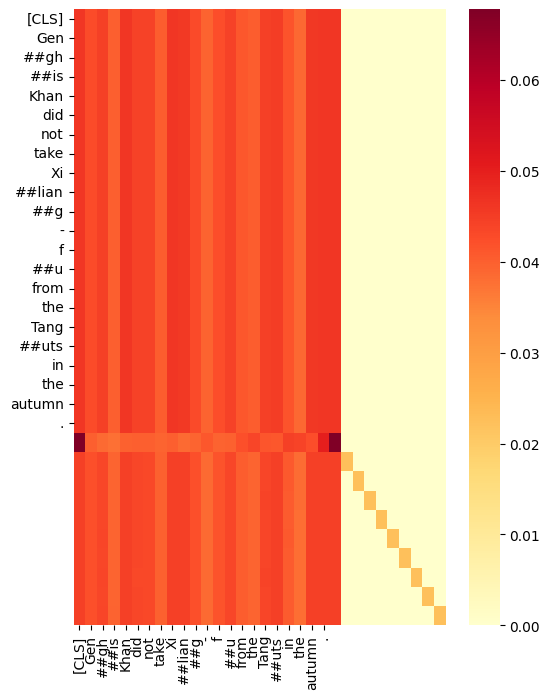 [CLS]
Gen
##gh
##is
Khan
did
not
take
Xi
##lian
##g
-
f
##u
from
the
Tang
##uts
in
the
autumn
.
0.06
0.05
0.04
0.03
0.02
0.01
0.00
[CLS]
Gen
##gh
##is
Khan
did
not
take
Xi
##lian
##g
-
f
##u
from
the
Tang
##uts
in
the
autumn
.